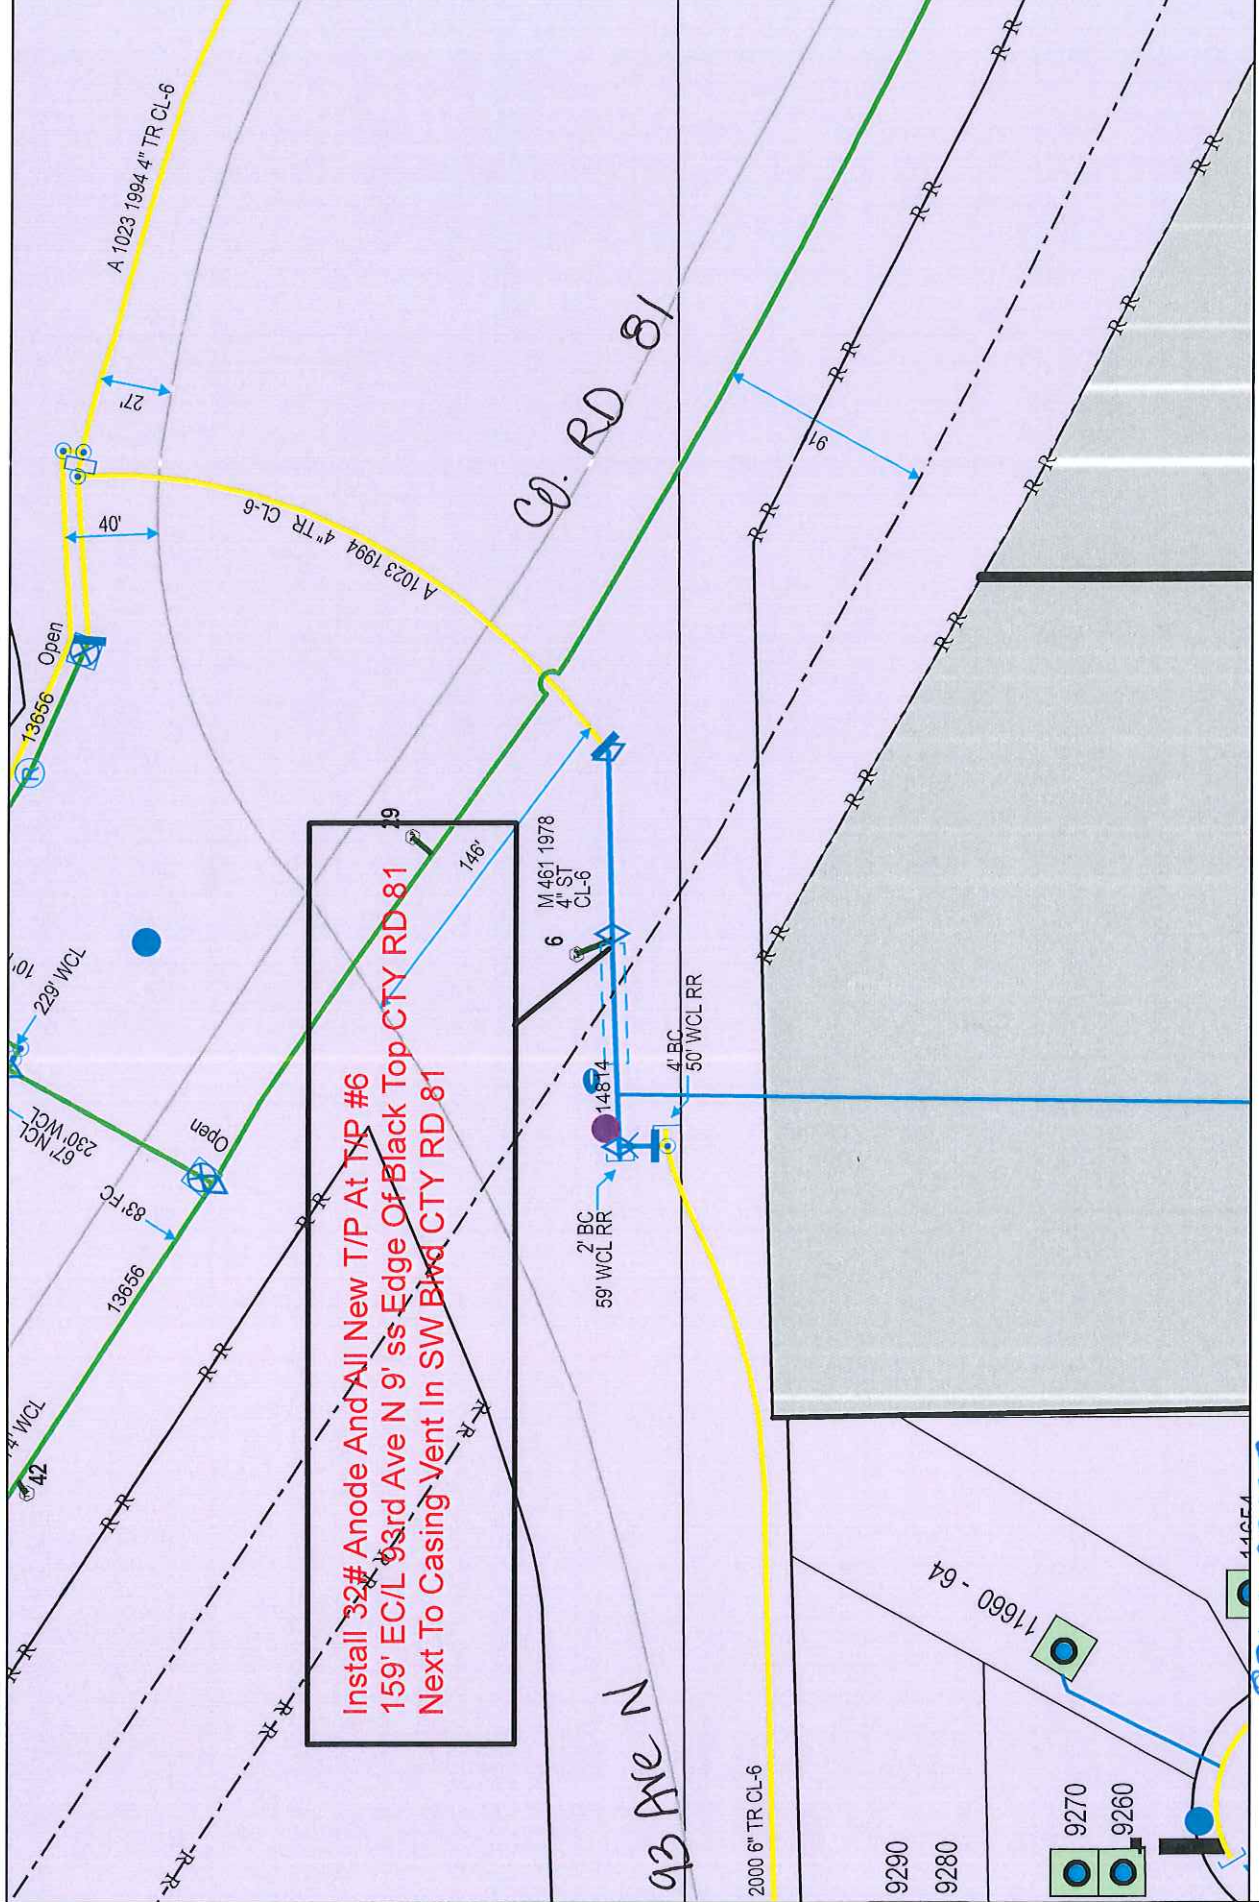 A 1023 1994 4" TR CL-6
27'
40'
A 1023 1994 4" TR CL-6
Open
13656
R
CO. RD 81
91'
R R
R R
R R
R R
R R
R R
R R
R R
R R
R R
R R
29
146'
M 461 1978
4" ST
CL-6
6
10'
229' WCL
67' NCL
230' WCL
Open
83' FC
13656
42
Install 32# Anode And All New T/P At T/P #6
159' EC/L 93rd Ave N 9' ss Edge Of Black Top CTY RD 81
Next To Casing Vent In SW Blvd CTY RD 81
14814
4' BC
50' WCL RR
2' BC
59' WCL RR
R-R
R-R
R-R
R-R
R-R
R-R
R-R
R-R
93 Ave N
2000 6" TR CL-6
11660 - 64
9290
9280
9270
9260